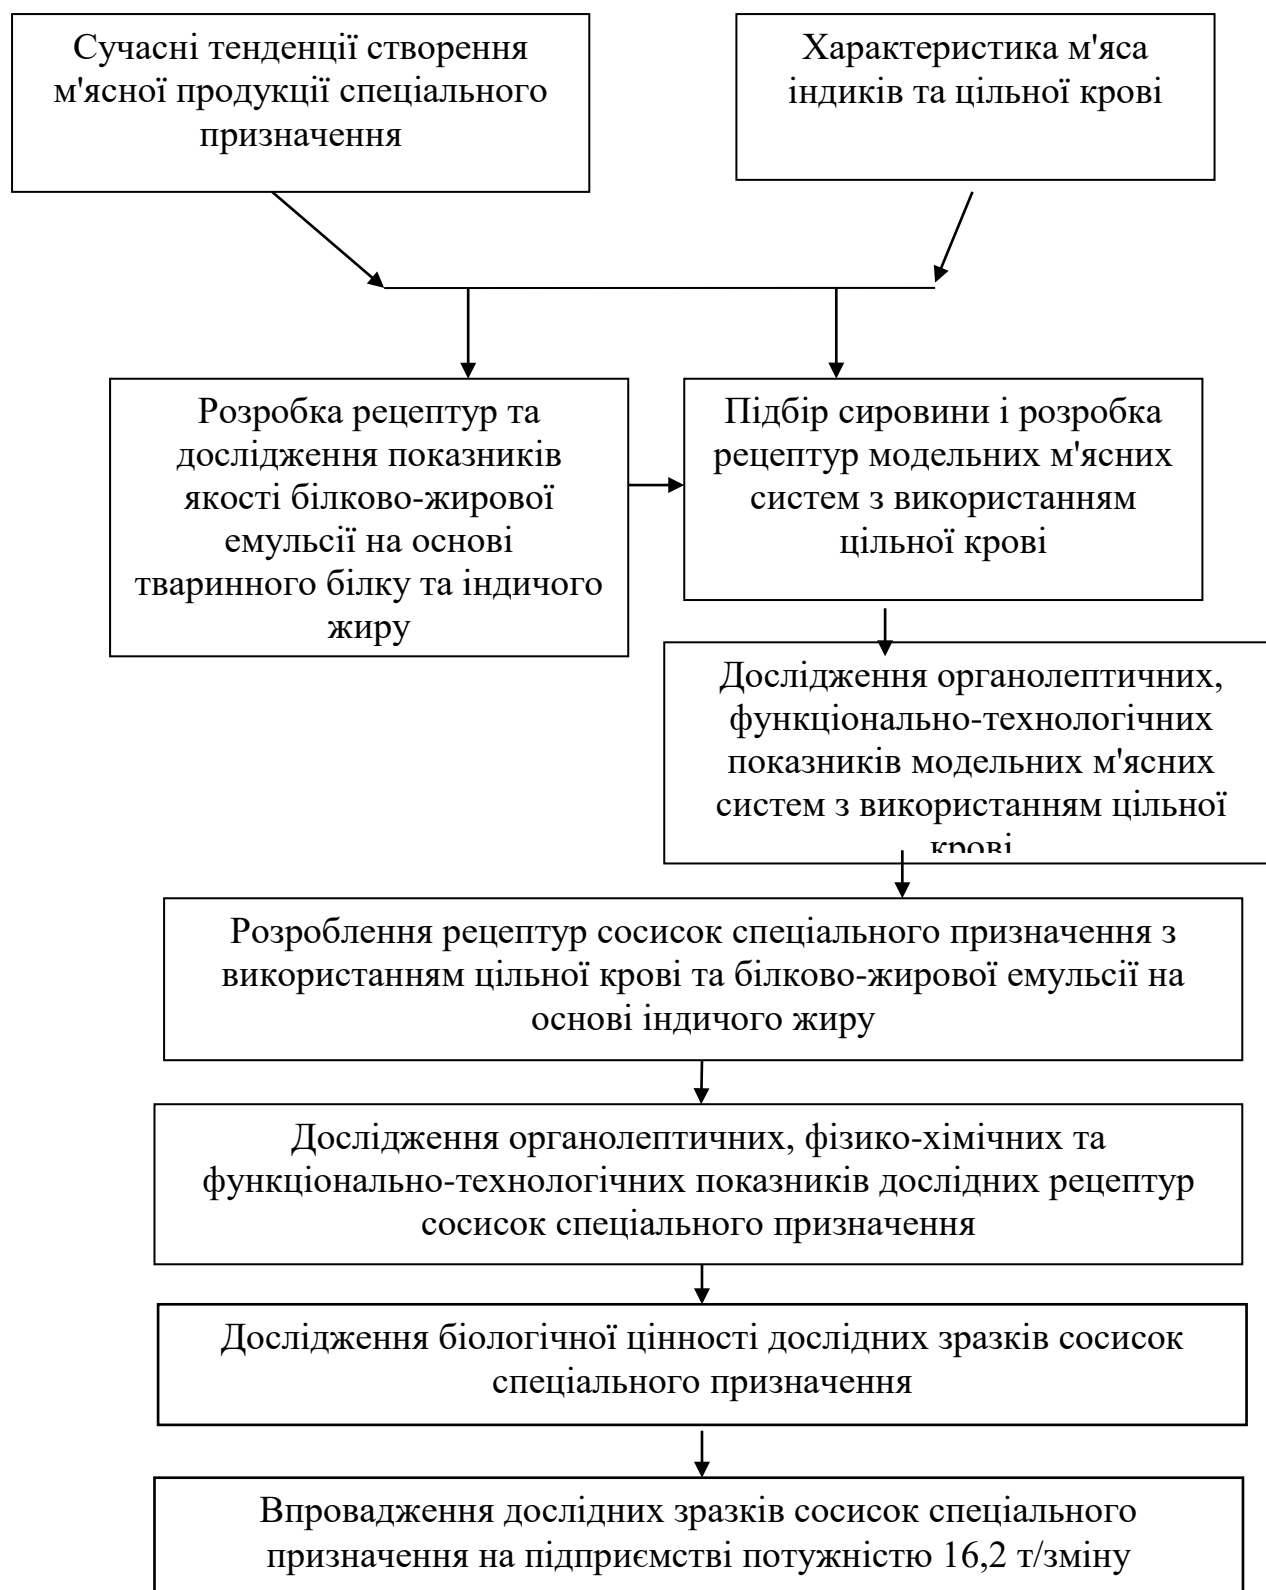 Сучасні тенденції створення
м'ясної продукції спеціального
призначення
Характеристика м'яса
індиків та цільної крові
Розробка рецептур та
дослідження показників
якості білково-жирової
емульсії на основі
тваринного білку та індичого
жиру
Підбір сировини і розробка
рецептур модельних м'ясних
систем з використанням
цільної крові
Дослідження органолептичних,
функціонально-технологічних
показників модельних м'ясних
систем з використанням цільної
крові
Розроблення рецептур сосисок спеціального призначення з
використанням цільної крові та білково-жирової емульсії на
основі індичого жиру
Дослідження органолептичних, фізико-хімічних та
функціонально-технологічних показників дослідних рецептур
сосисок спеціального призначення
Дослідження біологічної цінності дослідних зразків сосисок
спеціального призначення
Впровадження дослідних зразків сосисок спеціального
призначення на підприємстві потужністю 16,2 т/зміну